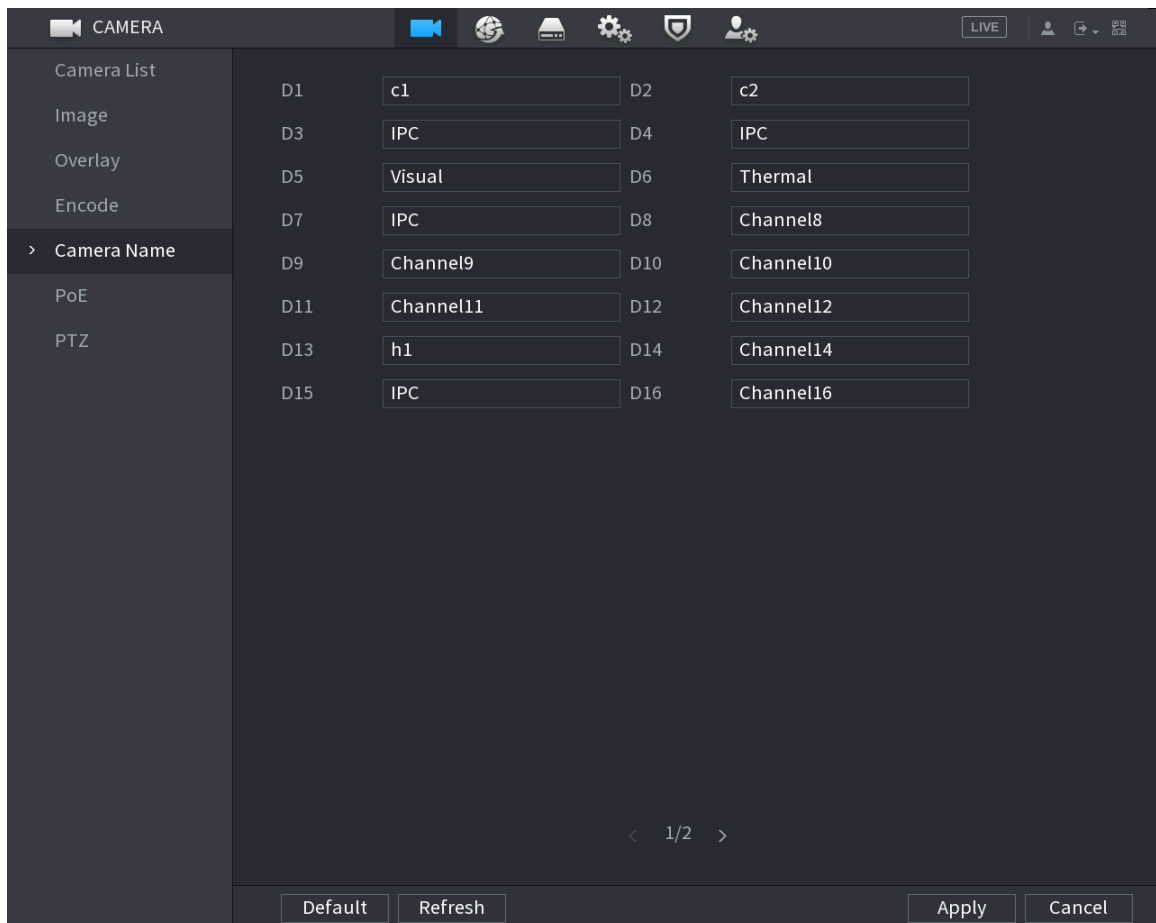 CAMERA LIVE
Camera List
Image
Overlay
Encode
Camera Name
PoE
PTZ
D1 c1 D2 c2
D3 IPC D4 IPC
D5 Visual D6 Thermal
D7 IPC D8 Channel8
D9 Channel9 D10 Channel10
D11 Channel11 D12 Channel12
D13 h1 D14 Channel14
D15 IPC D16 Channel16
1/2
Default Refresh Apply Cancel